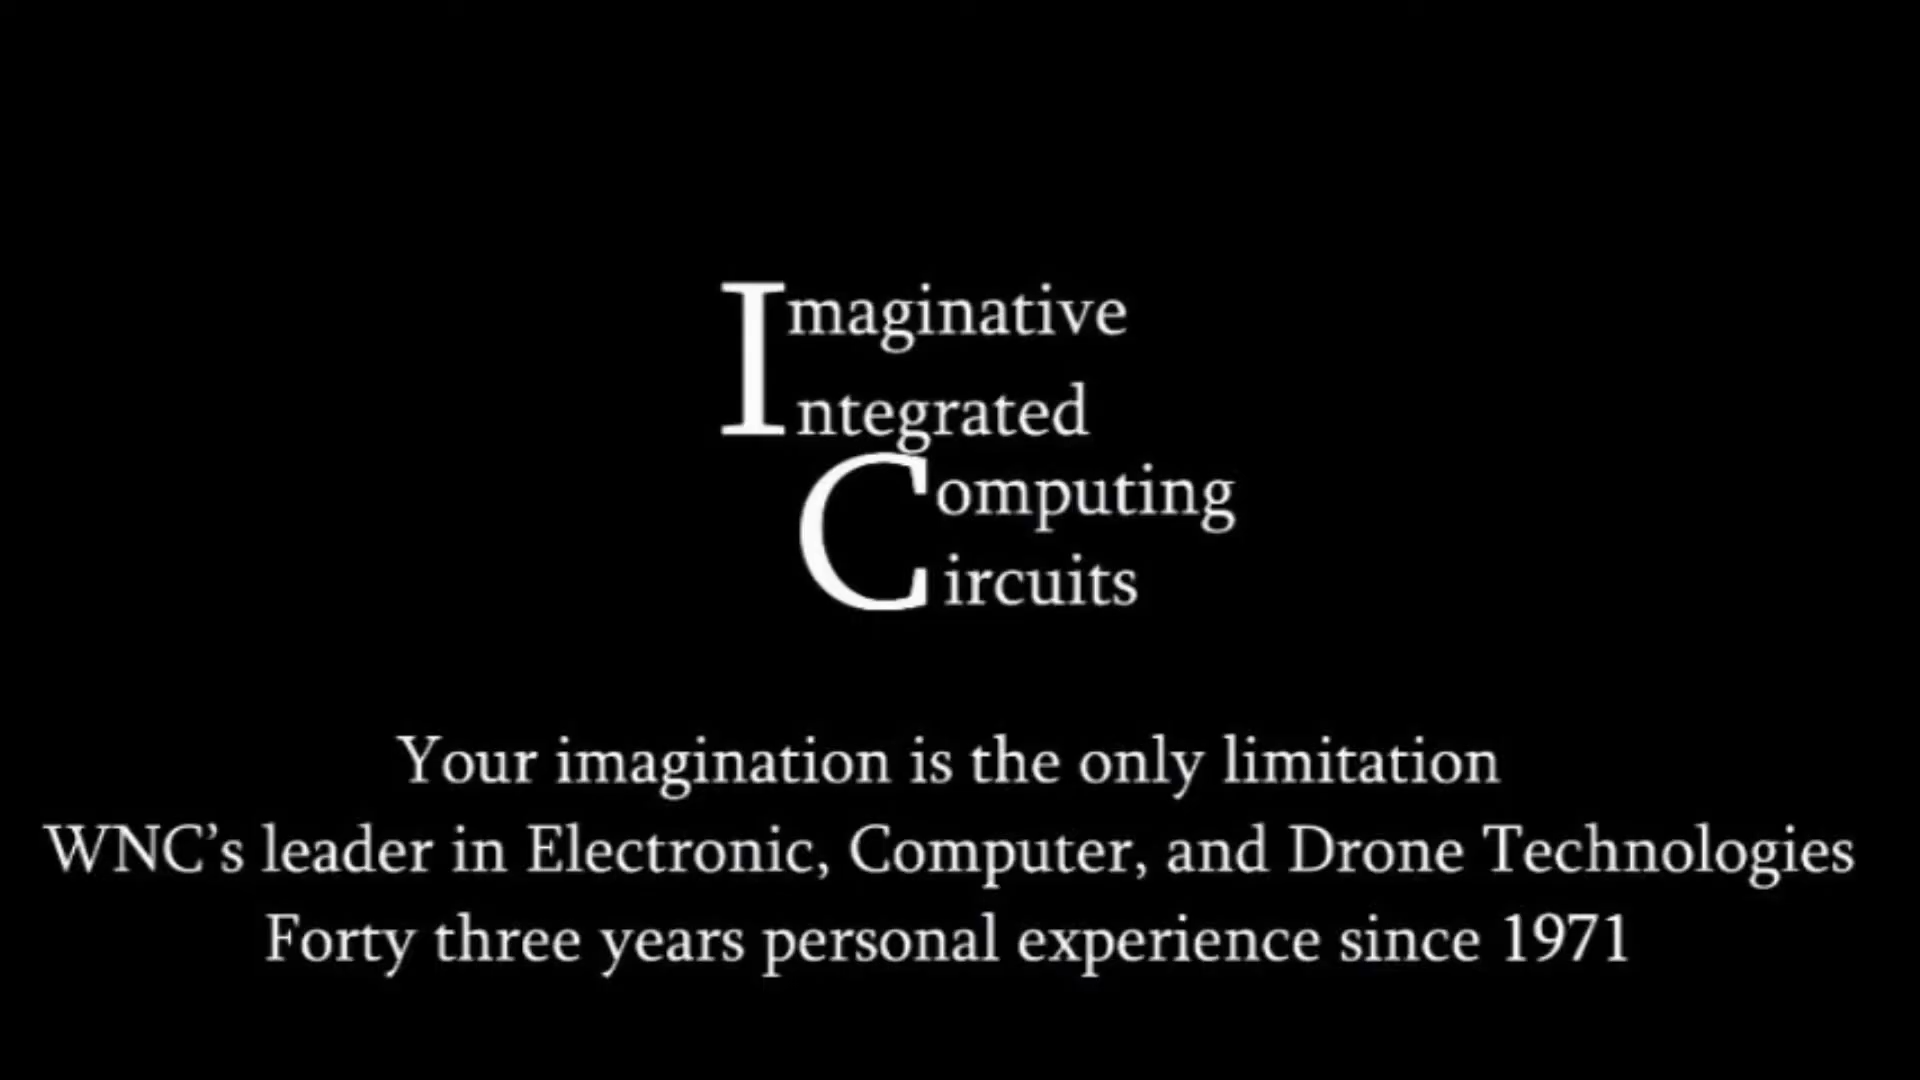 Imaginative
Integrated
Computing
Circuits
Your imagination is the only limitation
WNC’s leader in Electronic, Computer, and Drone Technologies
Forty three years personal experience since 1971